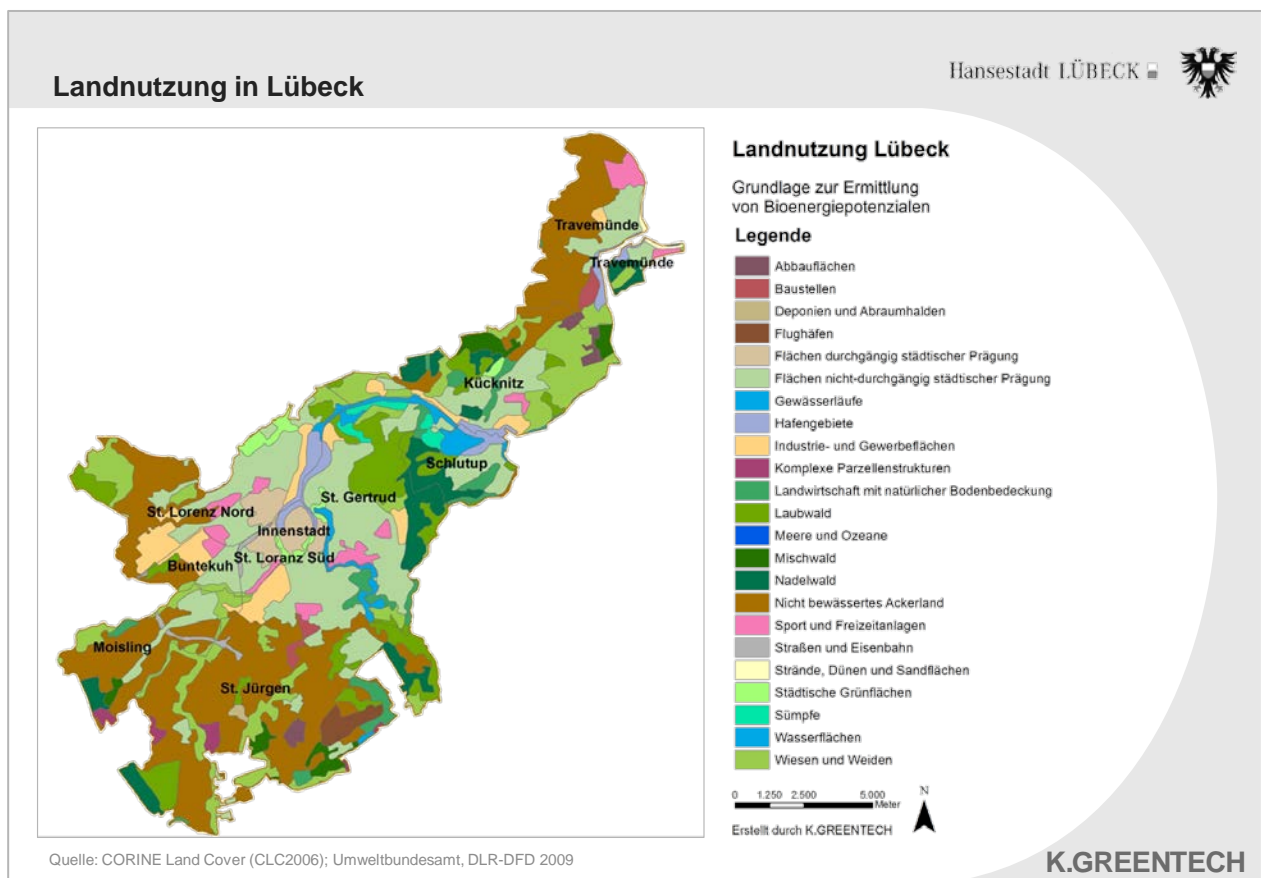 Landnutzung in Lübeck
Hansestadt LÜBECK
Travemünde
Travemünde
Kücknitz
Schlutup
St. Gertrud
St. Lorenz Nord
Innenstadt
St. Loranz Süd
Buntekuh
Moisling
St. Jürgen
Landnutzung Lübeck
Grundlage zur Ermittlung
von Bioenergiepotenzialen
Legende
Abbauflächen
Baustellen
Deponien und Abraumhalden
Flughäfen
Flächen durchgängig städtischer Prägung
Flächen nicht-durchgängig städtischer Prägung
Gewässerläufe
Hafengebiete
Industrie- und Gewerbeflächen
Komplexe Parzellenstrukturen
Landwirtschaft mit natürlicher Bodenbedeckung
Laubwald
Meere und Ozeane
Mischwald
Nadelwald
Nicht bewässertes Ackerland
Sport und Freizeitanlagen
Straßen und Eisenbahn
Strände, Dünen und Sandflächen
Städtische Grünflächen
Sümpfe
Wasserflächen
Wiesen und Weiden
0 1.250 2.500 5.000
Meter
N
Erstellt durch K.GREENTECH
Quelle: CORINE Land Cover (CLC2006); Umweltbundesamt, DLR-DFD 2009
K.GREENTECH